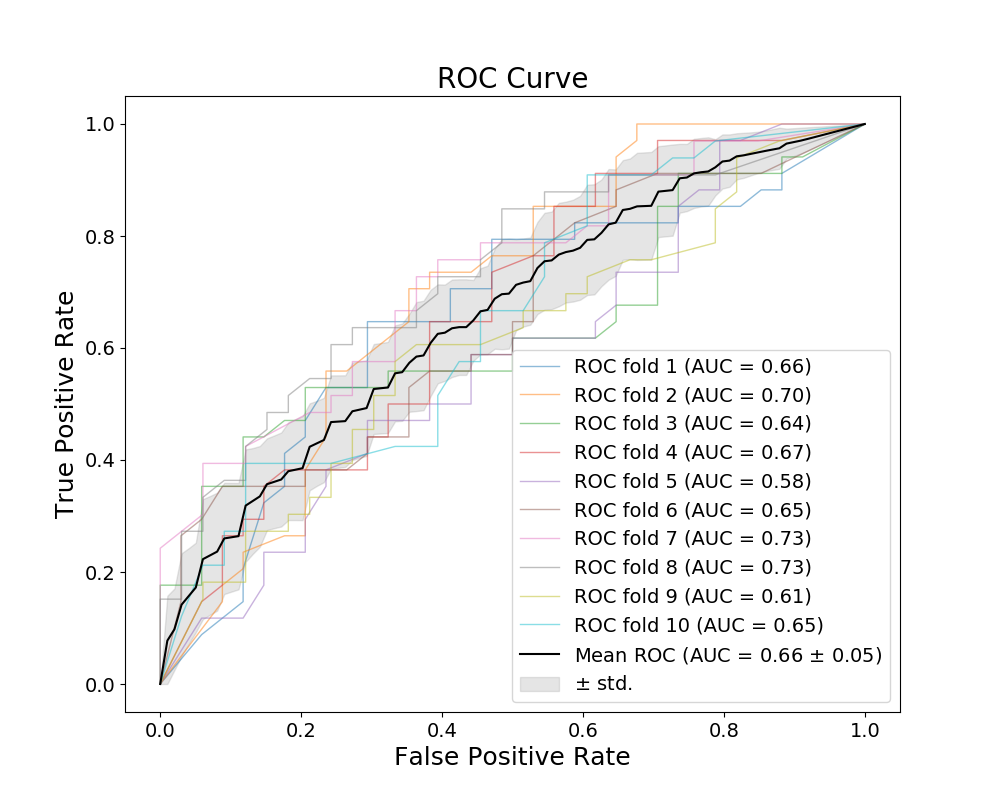 ROC Curve
1.0
0.8
0.6
0.4
0.2
0.0
True Positive Rate
0.0 0.2 0.4 0.6 0.8 1.0
False Positive Rate
ROC fold 1 (AUC = 0.66)
ROC fold 2 (AUC = 0.70)
ROC fold 3 (AUC = 0.64)
ROC fold 4 (AUC = 0.67)
ROC fold 5 (AUC = 0.58)
ROC fold 6 (AUC = 0.65)
ROC fold 7 (AUC = 0.73)
ROC fold 8 (AUC = 0.73)
ROC fold 9 (AUC = 0.61)
ROC fold 10 (AUC = 0.65)
Mean ROC (AUC = 0.66 ± 0.05)
± std.